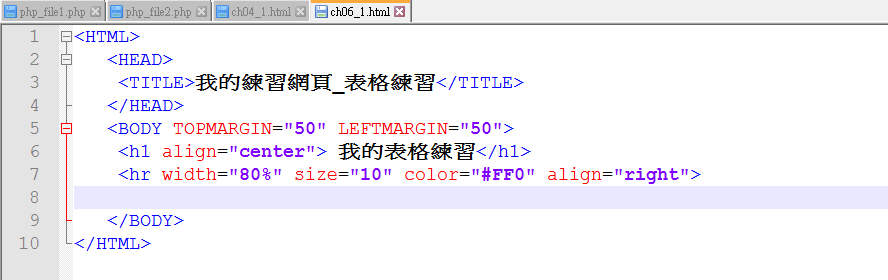 php_file1.php php_file2.php ch04_1.html ch06_1.html
1 <HTML>
2 <HEAD>
3 <TITLE>我的練習網頁_表格練習</TITLE>
4 </HEAD>
5 <BODY TOPMARGIN="50" LEFTMARGIN="50">
6 <h1 align="center"> 我的表格練習</h1>
7 <hr width="80%" size="10" color="#FF0" align="right">
8
9 </BODY>
10 </HTML>